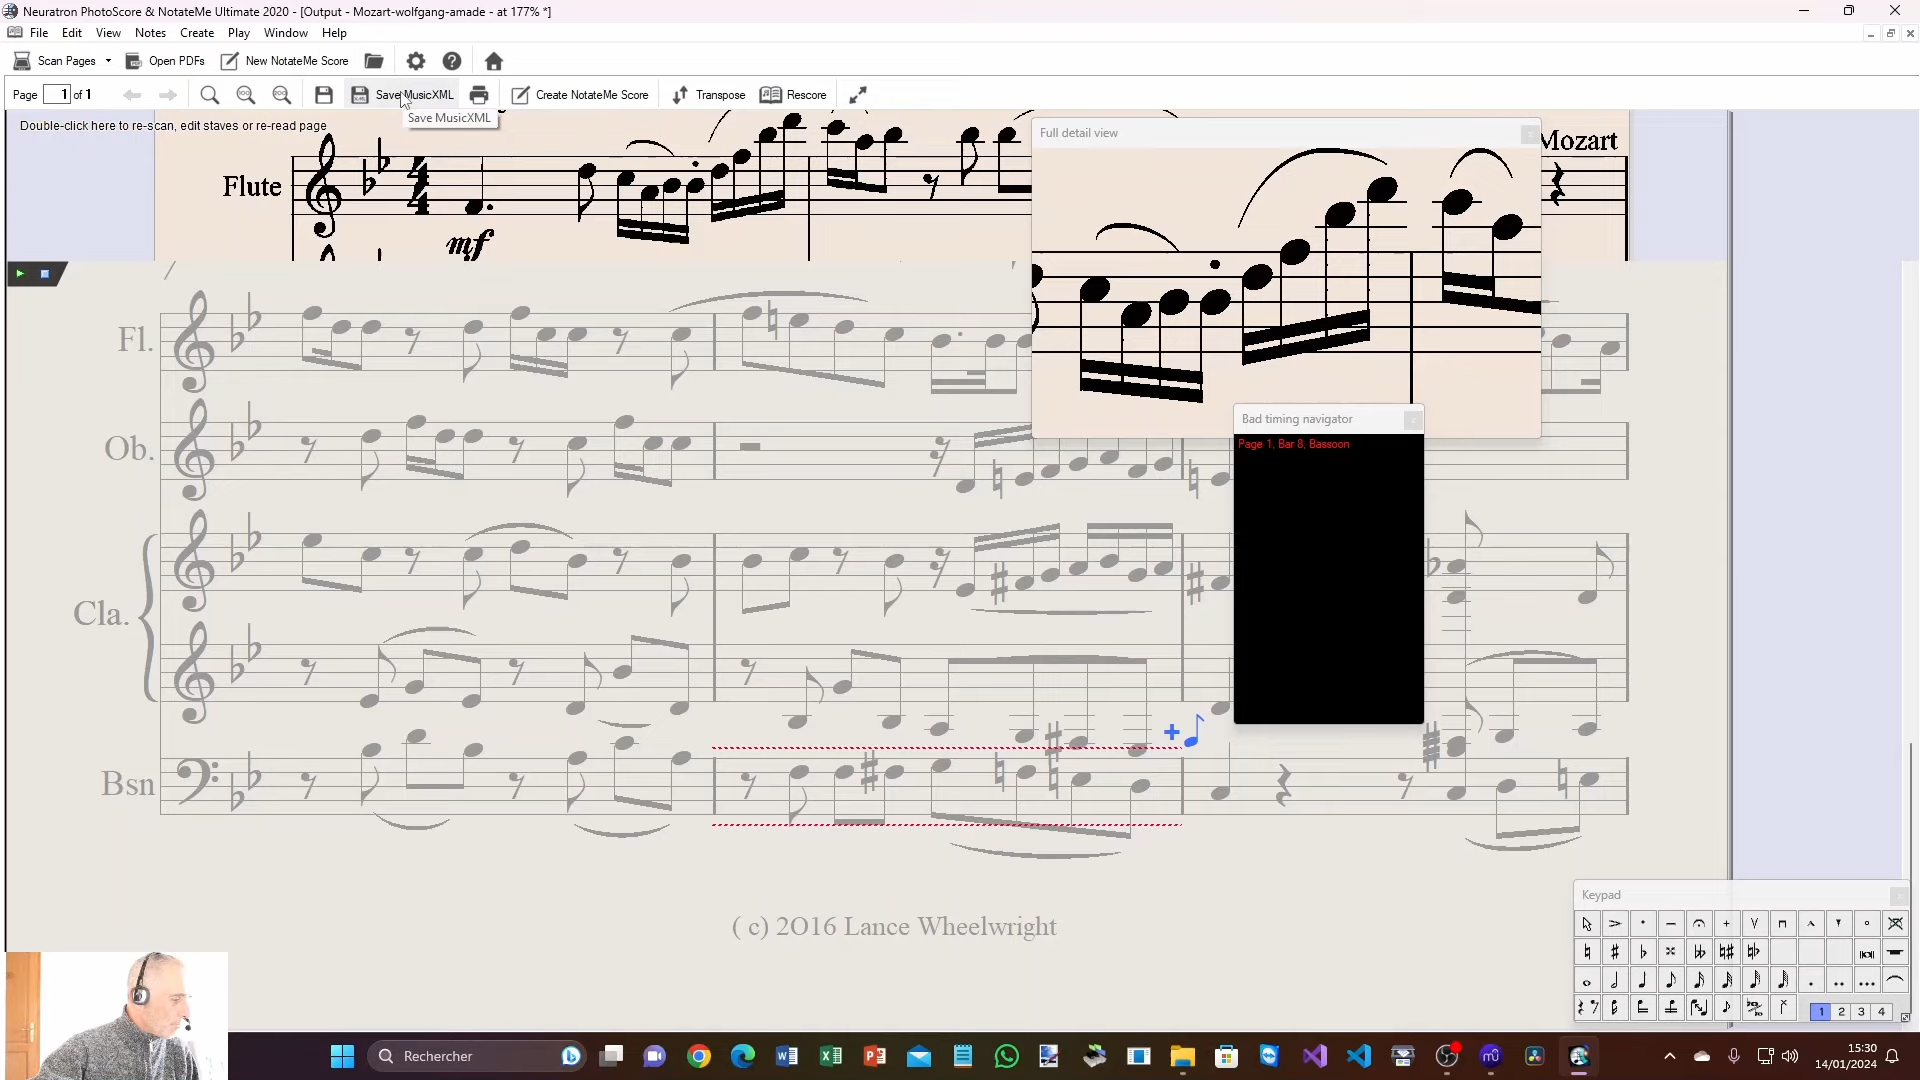 Neuratron PhotoScore & NotateMe Ultimate 2020 - [Output - Mozart-wolfgang-amade - at 177% *]
File Edit View Notes Create Play Window Help
Scan Pages Open PDFs New NotateMe Score
Page 1 of 1 Save MusicXML Create NotateMe Score Transpose Rescore
Save MusicXML
Double-click here to re-scan, edit staves or re-read page
Full detail view
Mozart
Flute
mf
Fl.
Bad timing navigator
Page 1, Bar 8, Bassoon
Ob.
Cla.
Bsn
Keypad
( c) 2O16 Lance Wheelwright
1 2 3 4
Rechercher
15:30
14/01/2024